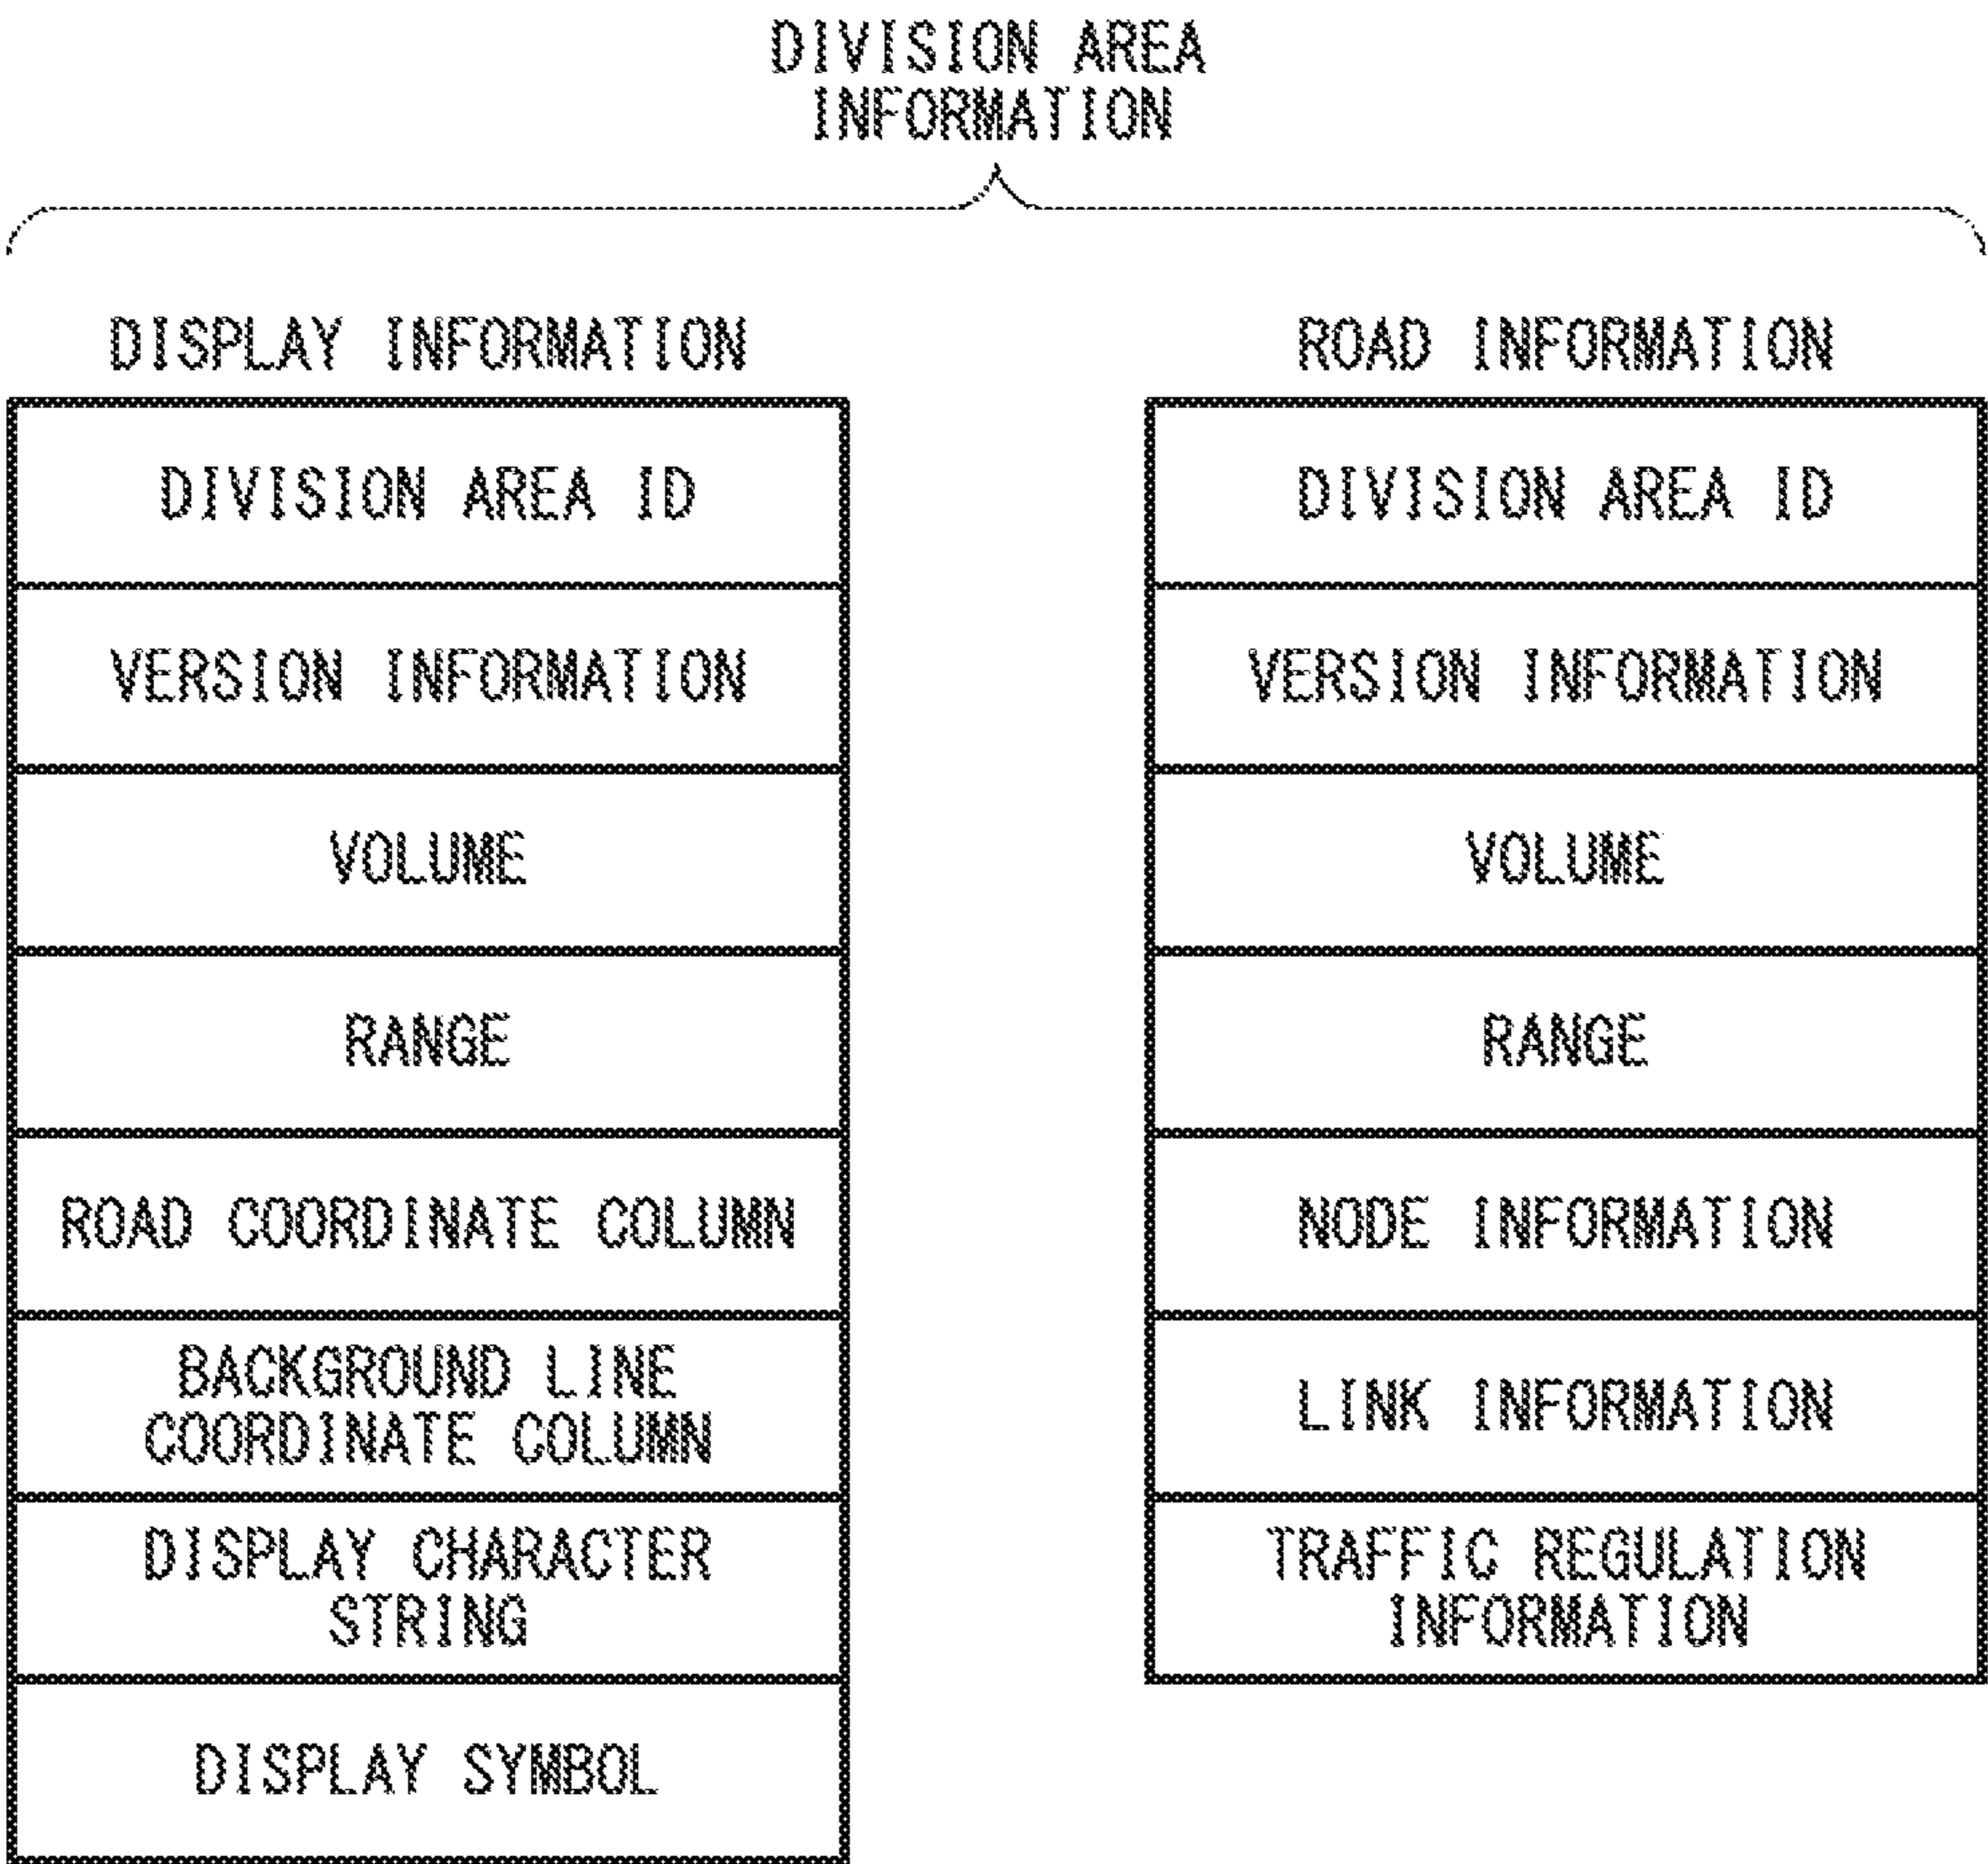 DIVISION AREA
INFORMATION
DISPLAY INFORMATION
DIVISION AREA ID
VERSION INFORMATION
VOLUME
RANGE
ROAD COORDINATE COLUMN
BACKGROUND LINE
COORDINATE COLUMN
DISPLAY CHARACTER
STRING
DISPLAY SYMBOL
ROAD INFORMATION
DIVISION AREA ID
VERSION INFORMATION
VOLUME
RANGE
NODE INFORMATION
LINK INFORMATION
TRAFFIC REGULATION
INFORMATION